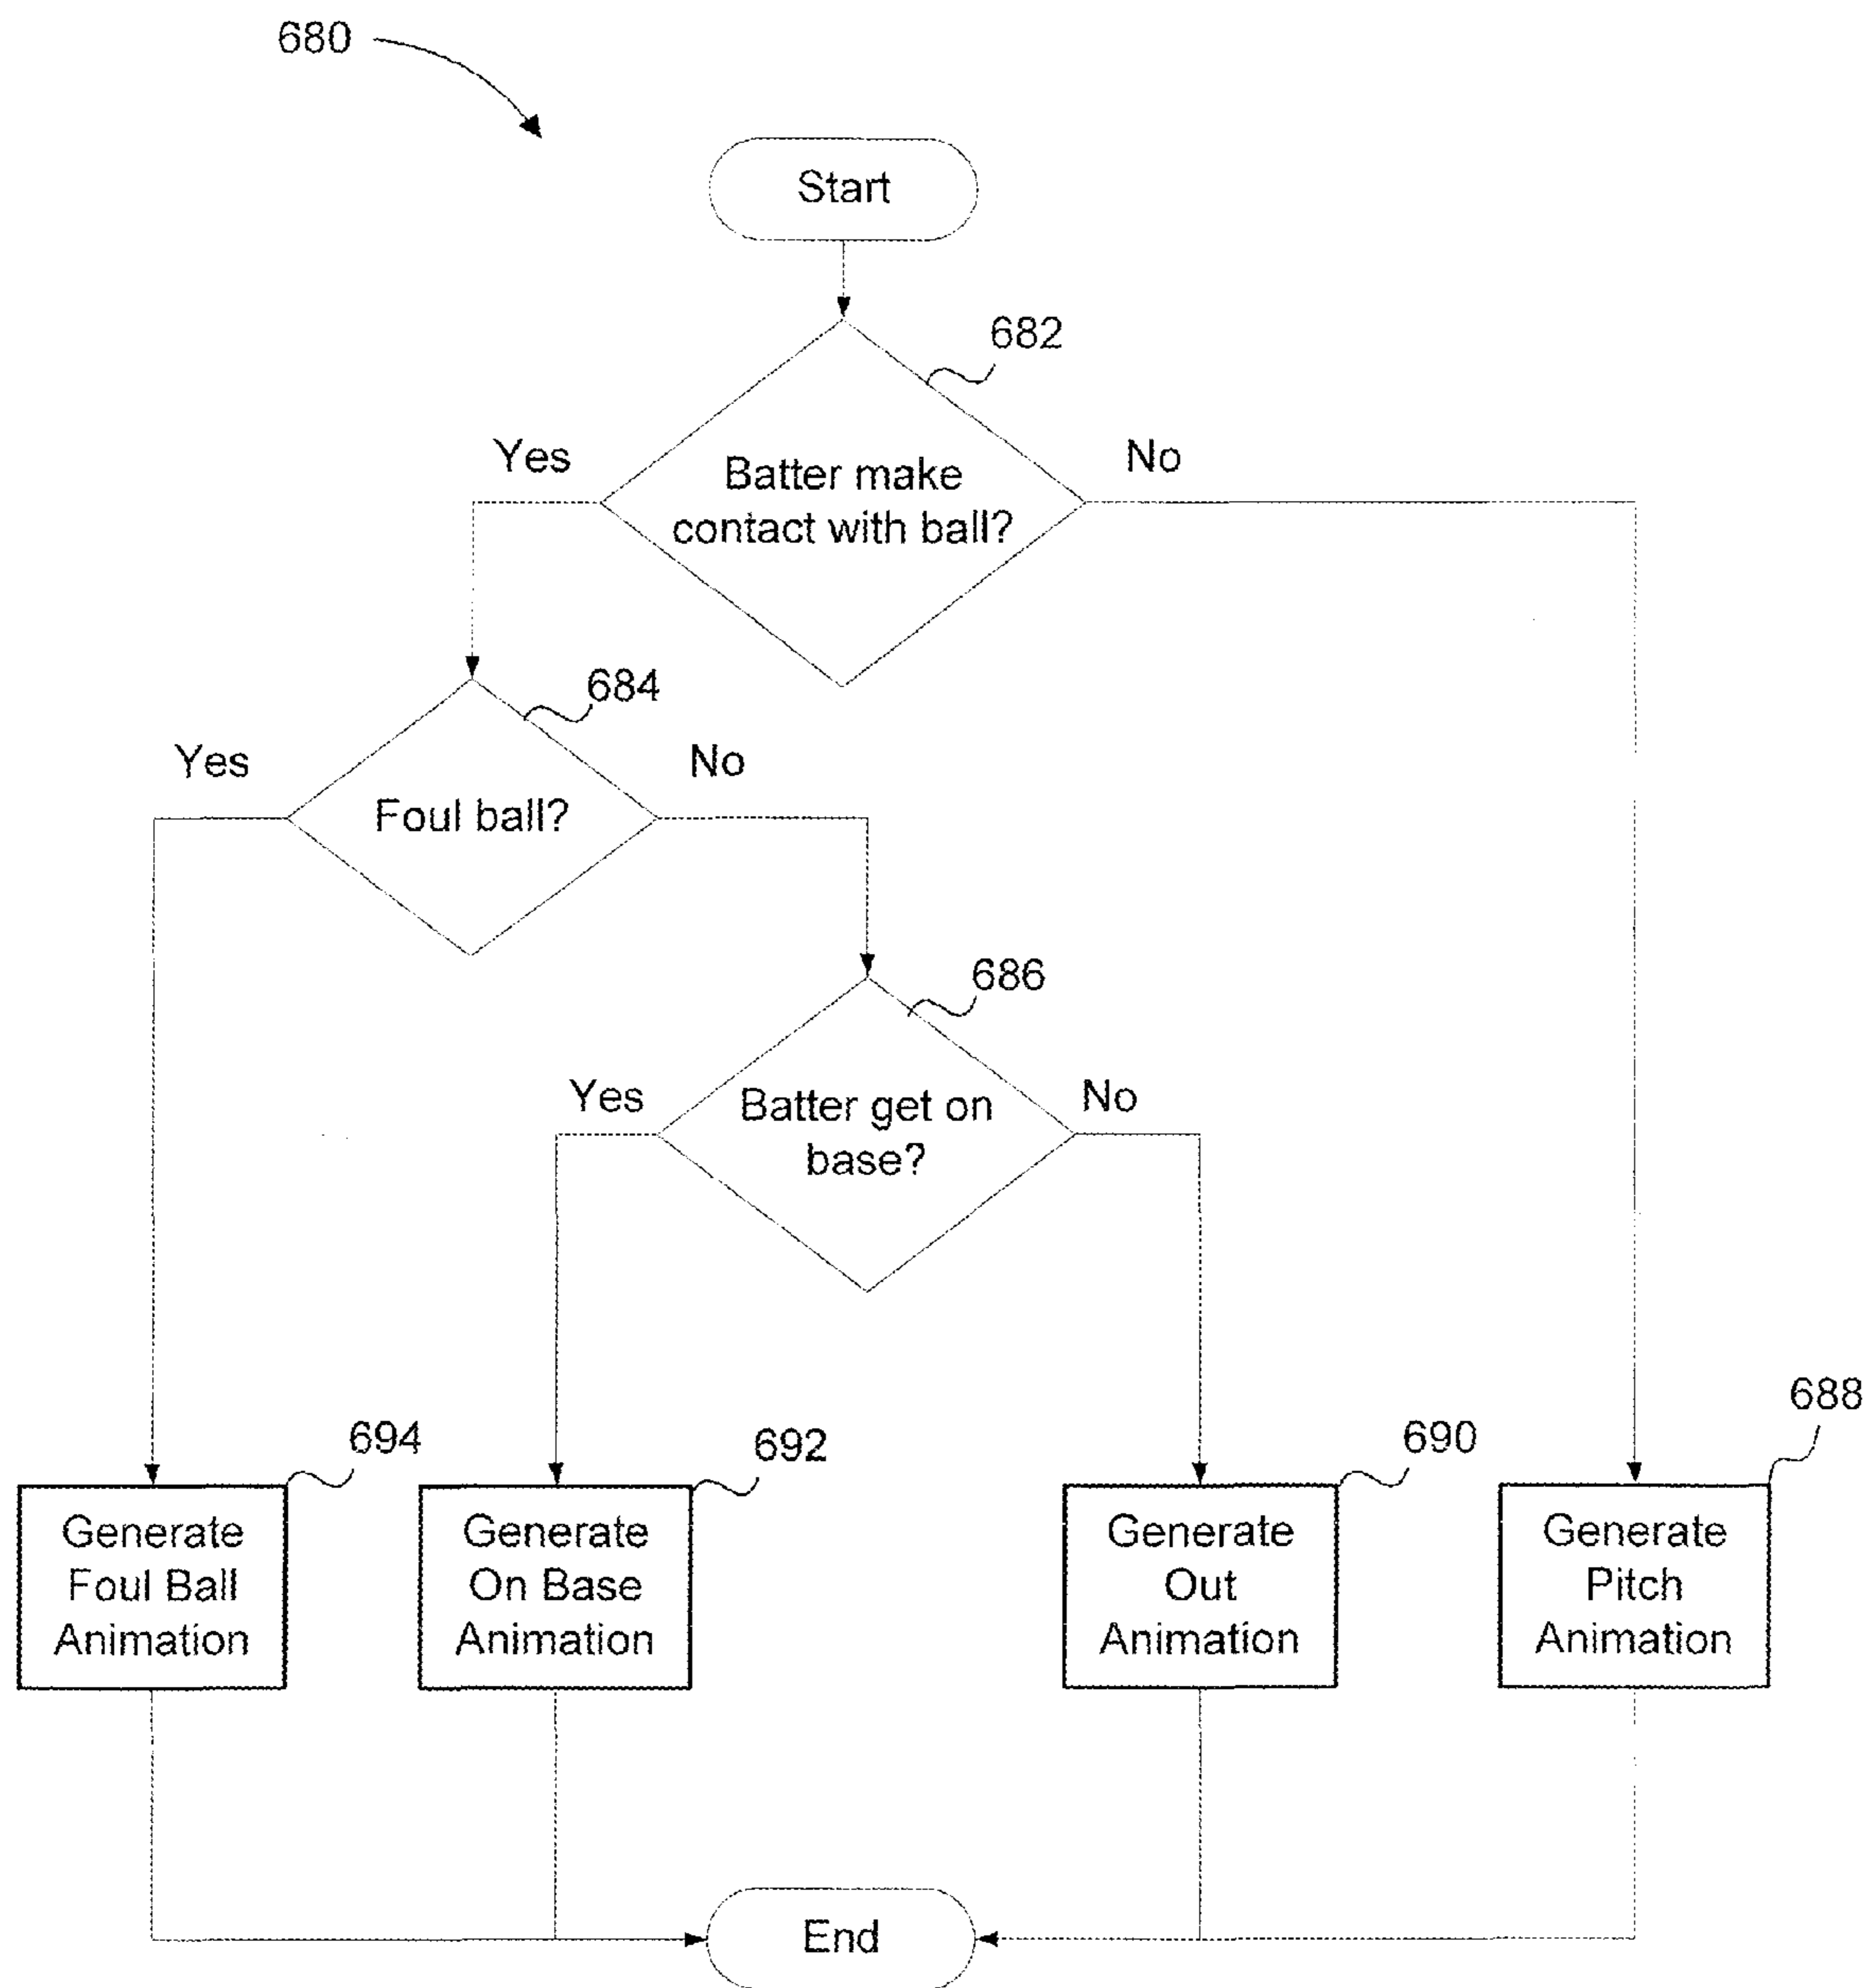 680
Start
682
Yes
No
Batter make
contact with ball?
684
Yes
No
Foul ball?
686
Yes
No
Batter get on
base?
694
692
690
688
Generate
Foul Ball
Animation
Generate
On Base
Animation
Generate
Out
Animation
Generate
Pitch
Animation
End